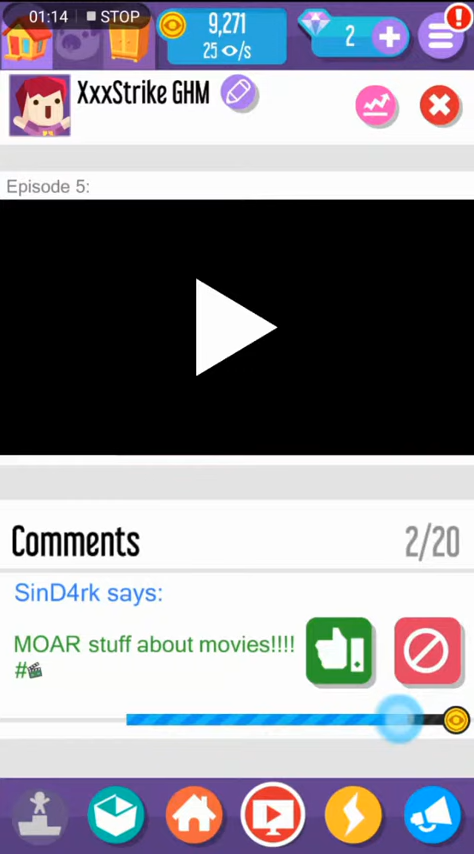 01:14 STOP
9,271
25 /s
2
!
XxxStrike GHM
Episode 5:
Comments 2/20
SinD4rk says:
MOAR stuff about movies!!!!
#🎬